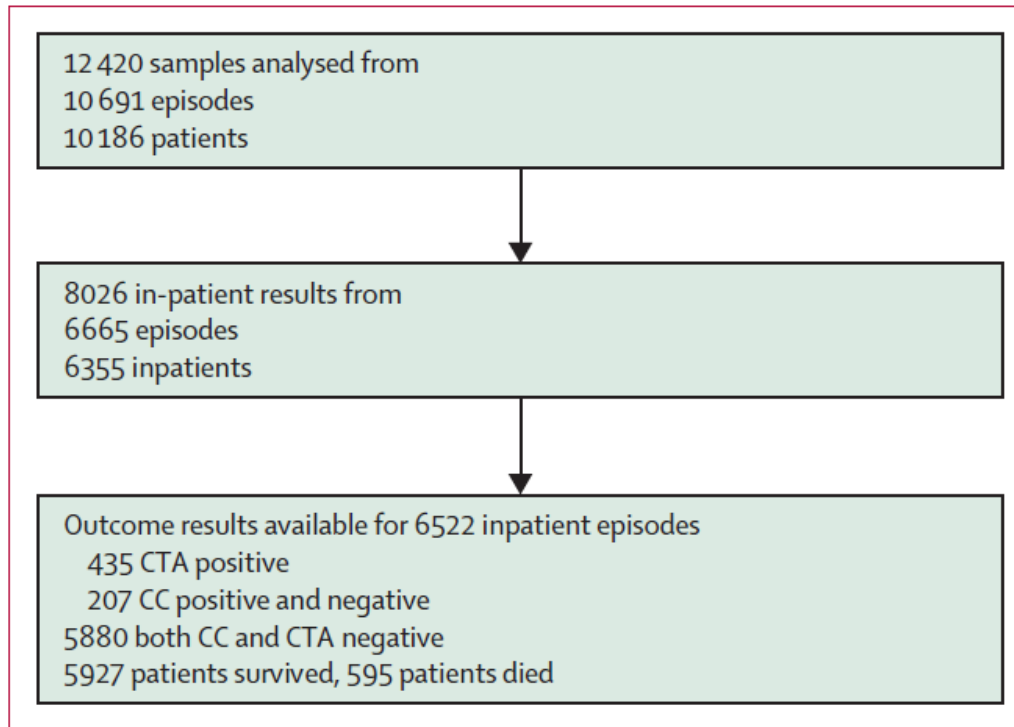 12 420 samples analysed from
10 691 episodes
10 186 patients
8026 in-patient results from
6665 episodes
6355 inpatients
Outcome results available for 6522 inpatient episodes
435 CTA positive
207 CC positive and negative
5880 both CC and CTA negative
5927 patients survived, 595 patients died